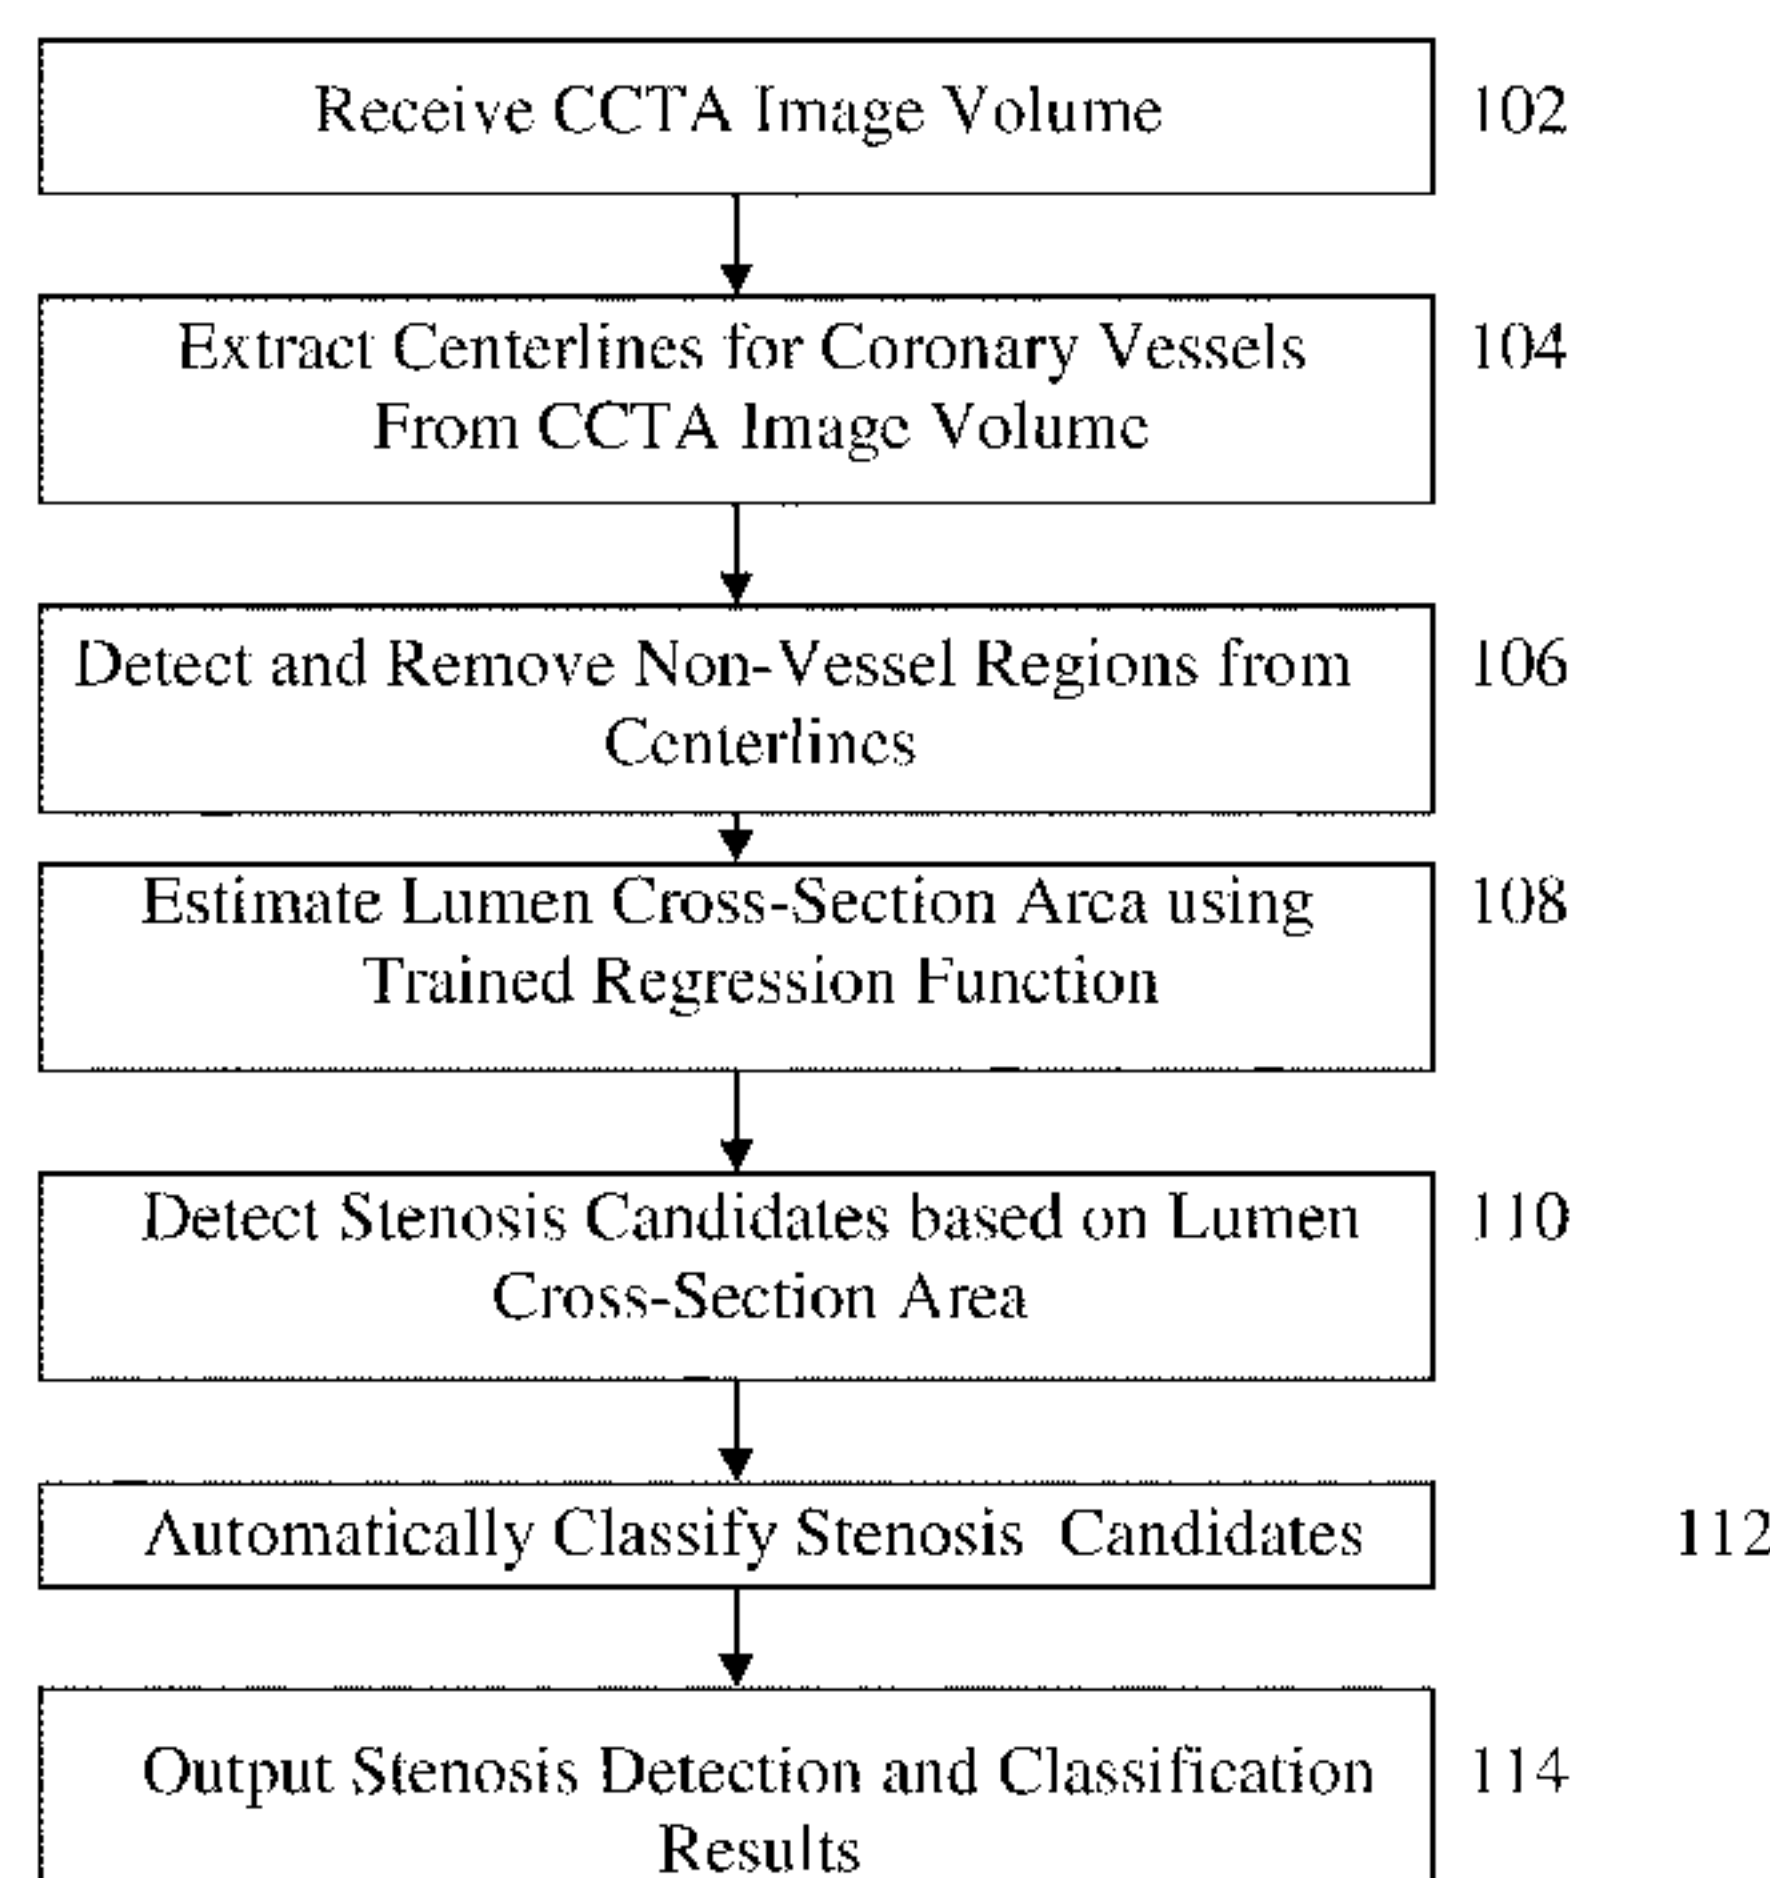 Receive CCTA Image Volume 102
Extract Centerlines for Coronary Vessels 104
From CCTA Image Volume
Detect and Remove Non-Vessel Regions from 106
Centerlines
Estimate Lumen Cross-Section Area using 108
Trained Regression Function
Detect Stenosis Candidates based on Lumen 110
Cross-Section Area
Automatically Classify Stenosis Candidates 112
Output Stenosis Detection and Classification 114
Results